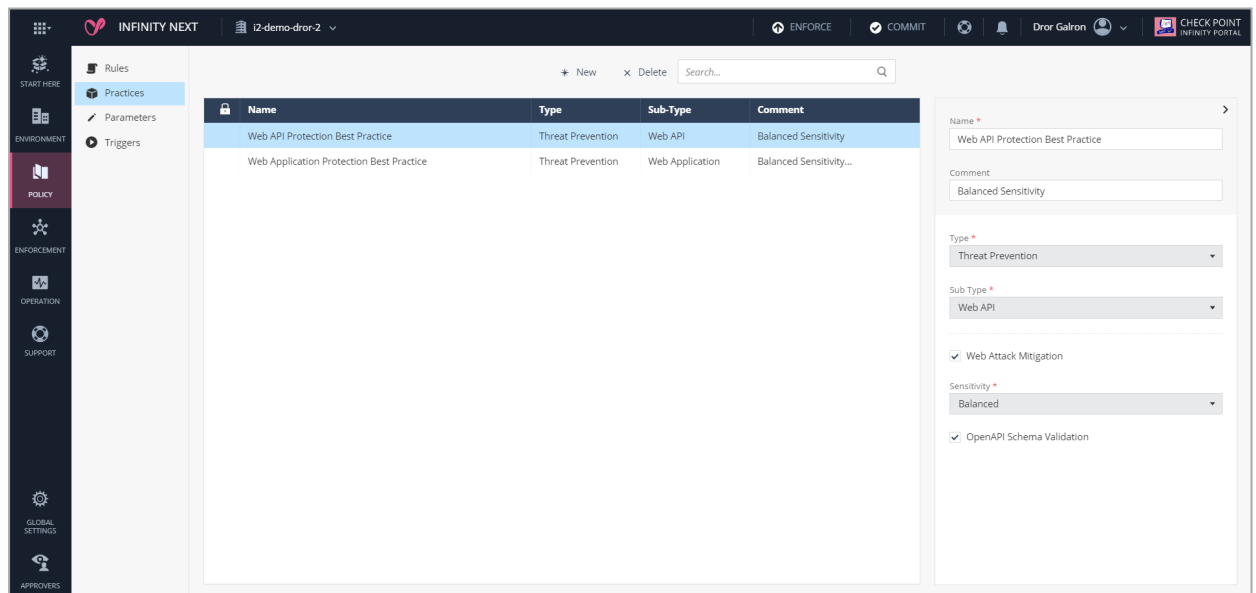 INFINITY NEXT
i2-demo-dror-2
ENFORCE
COMMIT
Dror Galron
CHECK POINT
INFINITY PORTAL
START HERE
ENVIRONMENT
POLICY
ENFORCEMENT
OPERATION
SUPPORT
GLOBAL
SETTINGS
APPROVERS
Rules
Practices
Parameters
Triggers
New
Delete
Search...
Name Type Sub-Type Comment
Web API Protection Best Practice Threat Prevention Web API Balanced Sensitivity
Web Application Protection Best Practice Threat Prevention Web Application Balanced Sensitivity...
Name *
Web API Protection Best Practice
Comment
Balanced Sensitivity
Type *
Threat Prevention
Sub Type *
Web API
Web Attack Mitigation
Sensitivity *
Balanced
OpenAPI Schema Validation